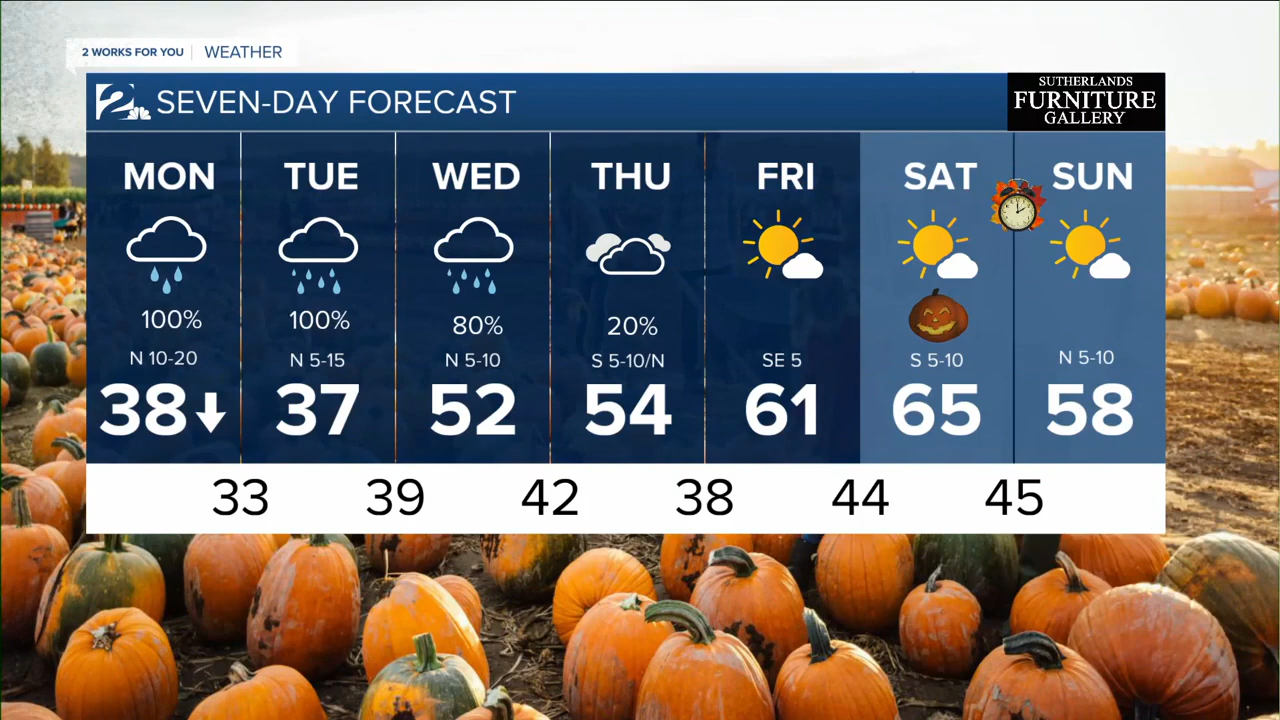 2 WORKS FOR YOU | WEATHER
2 SEVEN-DAY FORECAST
SUTHERLANDS
FURNITURE
GALLERY
MON TUE WED THU FRI SAT SUN
100% 100% 80% 20%
N 10-20 N 5-15 N 5-10 S 5-10/N SE 5 S 5-10 N 5-10
38 37 52 54 61 65 58
33 39 42 38 44 45